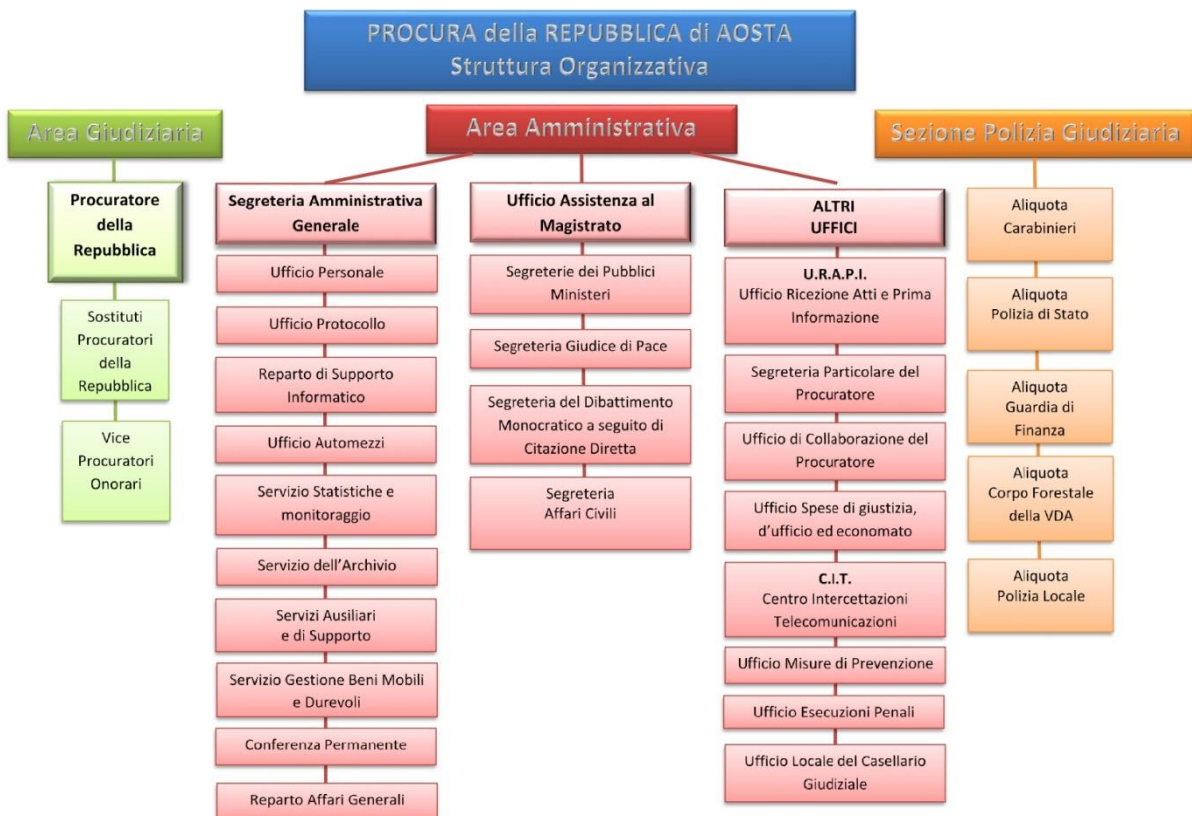 PROCURA della REPUBBLICA di AOSTA
Struttura Organizzativa
Area Giudiziaria
Procuratore
della
Repubblica
Sostituti
Procuratori
della
Repubblica
Vice
Procuratori
Onorari
Area Amministrativa
Segreteria Amministrativa
Generale
Ufficio Personale
Ufficio Protocollo
Reparto di Supporto
Informatico
Ufficio Automezzi
Servizio Statistiche e
monitoraggio
Servizio dell’Archivio
Servizi Ausiliari
e di Supporto
Servizio Gestione Beni Mobili
e Durevoli
Conferenza Permanente
Reparto Affari Generali
Ufficio Assistenza al
Magistrato
Segreterie dei Pubblici
Ministeri
Segreteria Giudice di Pace
Segreteria del Dibattimento
Monocratico a seguito di
Citazione Diretta
Segreteria
Affari Civili
ALTRI
UFFICI
U.R.A.P.I.
Ufficio Ricezione Atti e Prima
Informazione
Segreteria Particolare del
Procuratore
Ufficio di Collaborazione del
Procuratore
Ufficio Spese di giustizia,
d’ufficio ed economato
C.I.T.
Centro Intercettazioni
Telecomunicazioni
Ufficio Misure di Prevenzione
Ufficio Esecuzioni Penali
Ufficio Locale del Casellario
Giudiziale
Sezione Polizia Giudiziaria
Aliquota
Carabinieri
Aliquota
Polizia di Stato
Aliquota
Guardia di
Finanza
Aliquota
Corpo Forestale
della VDA
Aliquota
Polizia Locale